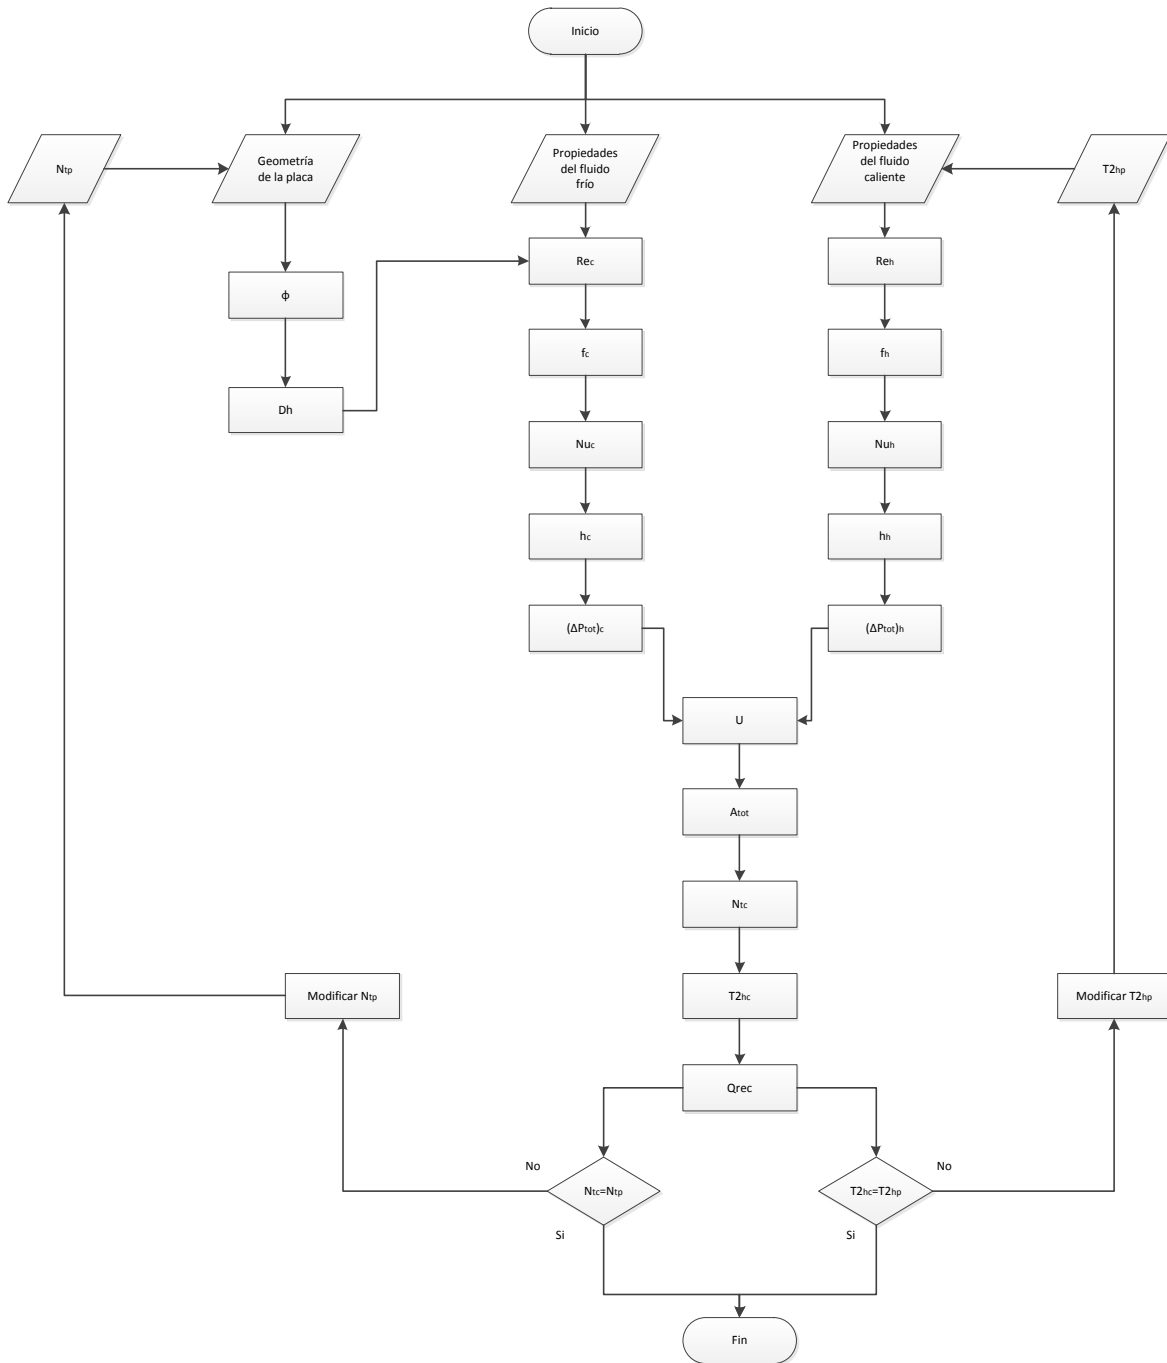 Inicio
Ntp
Geometría
de la placa
Propiedades
del fluido
frío
Propiedades
del fluido
caliente
T2hp
Rec
Reh
ϕ
fc
fh
Dh
Nuc
Nuh
hc
hh
(ΔPtot)c
(ΔPtot)h
U
Atot
Ntc
Modificar Ntp
T2hc
Modificar T2hp
Qrec
No
No
Ntc=Ntp
T2hc=T2hp
Si
Si
Fin